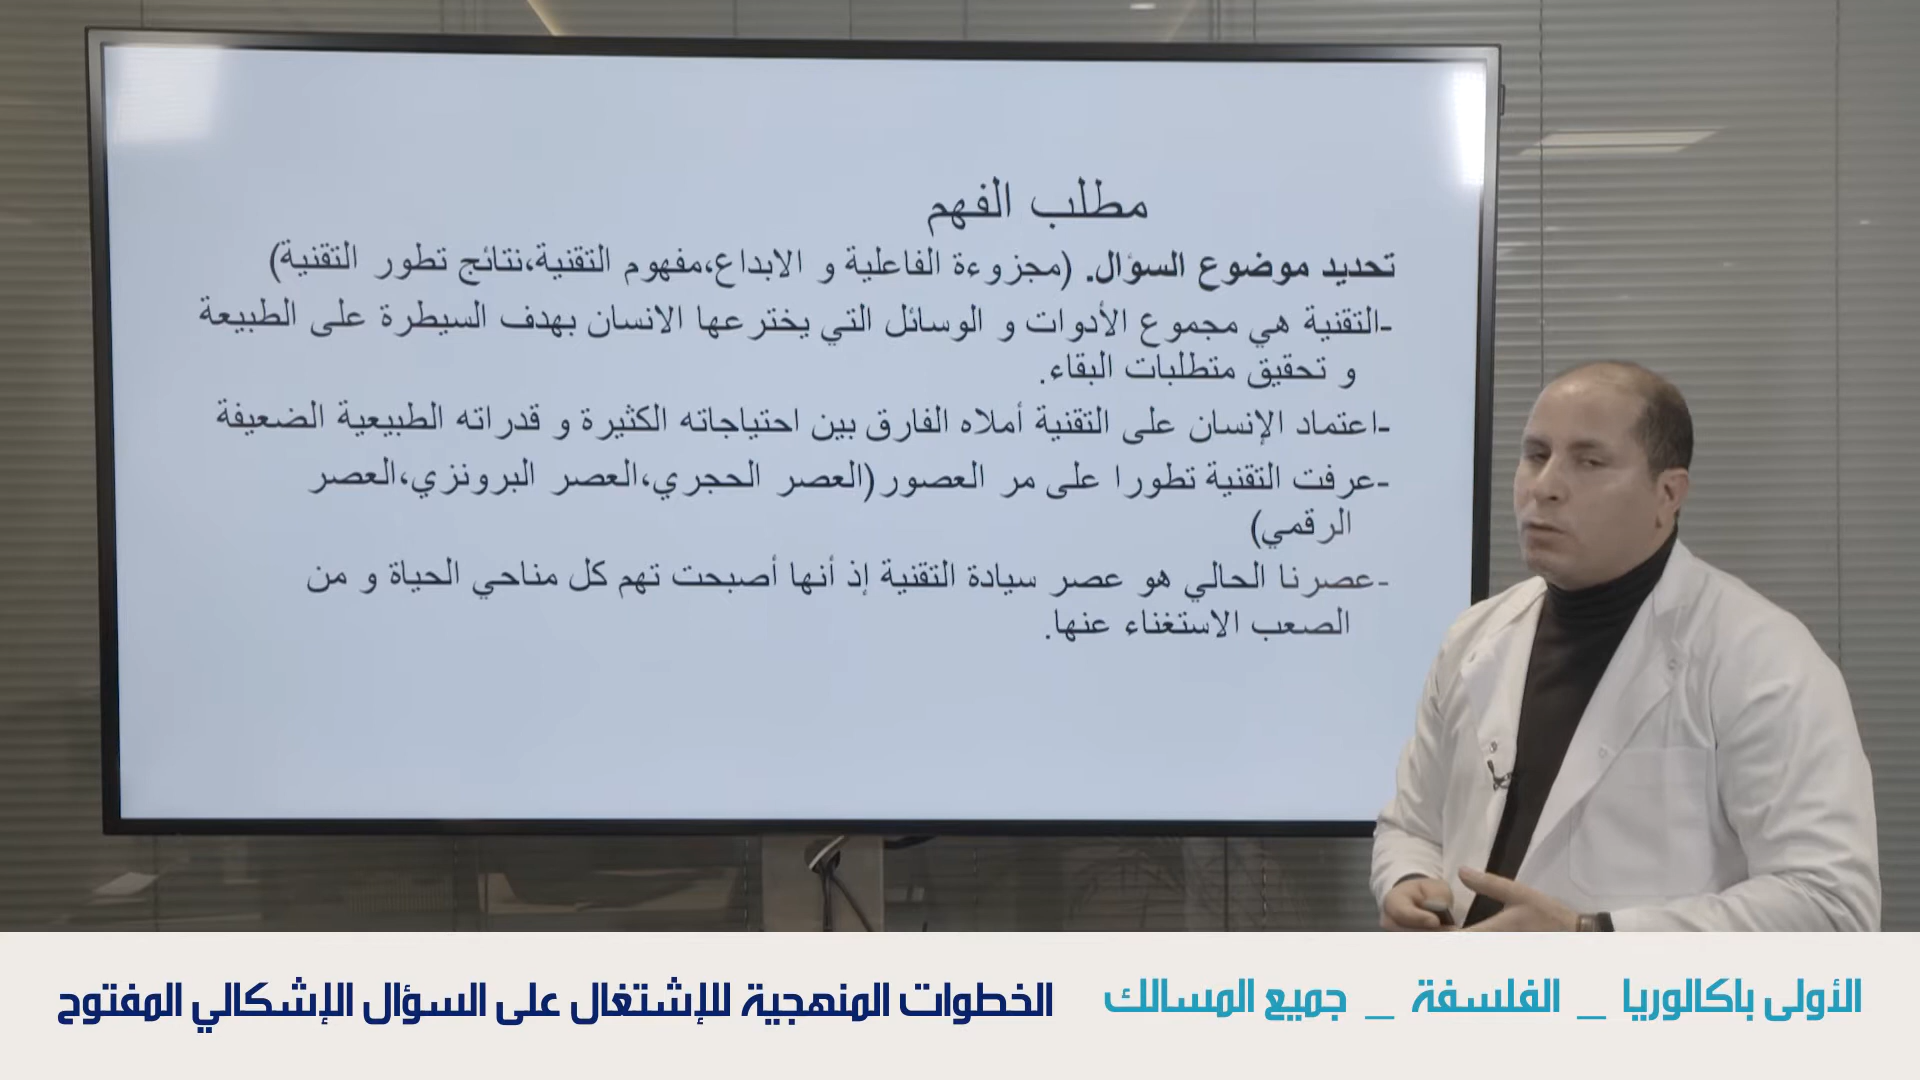 مطلب الفهم
تحديد موضوع السؤال. (مجزوءة الفاعلية و الابداع،مفهوم التقنية،نتائج تطور التقنية)
-التقنية هي مجموع الأدوات و الوسائل التي يخترعها الانسان بهدف السيطرة على الطبيعة
و تحقيق متطلبات البقاء.
-اعتماد الإنسان على التقنية أملاه الفارق بين احتياجاته الكثيرة و قدراته الطبيعية الضعيفة
-عرفت التقنية تطورا على مر العصور(العصر الحجري،العصر البرونزي،العصر
الرقمي)
-عصرنا الحالي هو عصر سيادة التقنية إذ أنها أصبحت تهم كل مناحي الحياة و من
الصعب الاستغناء عنها.
الأولى باكالوريا _ الفلسفة _ جميع المسالك
الخطوات المنهجية للإشتغال على السؤال الإشكالي المفتوح